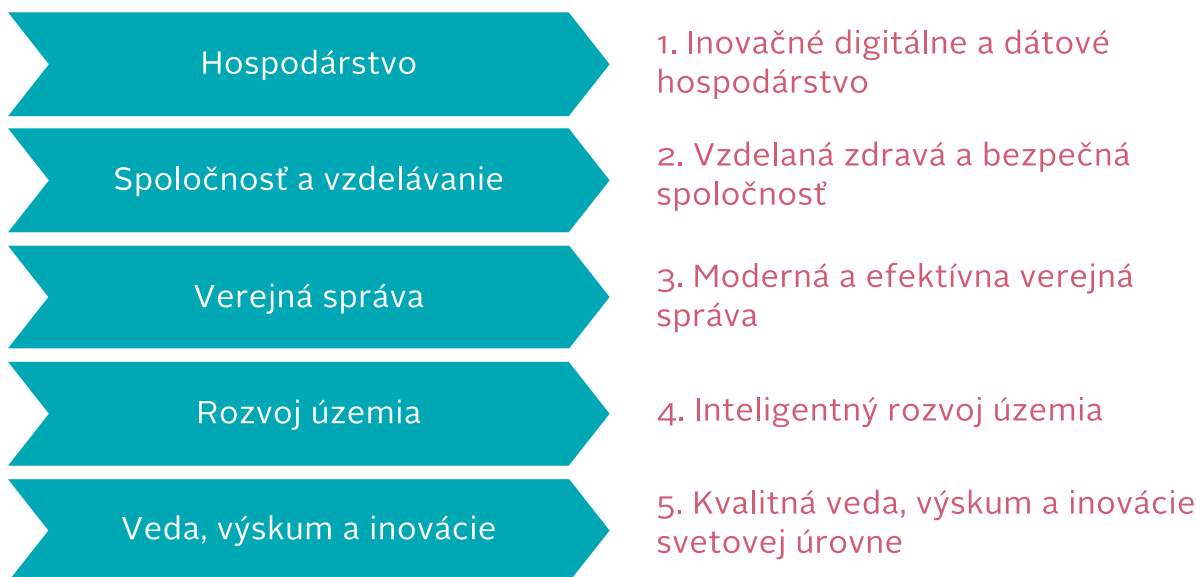 Hospodárstvo
1. Inovačné digitálne a dátové
hospodárstvo
Spoločnosť a vzdelávanie
2. Vzdelaná zdravá a bezpečná
spoločnosť
Verejná správa
3. Moderná a efektívna verejná
správa
Rozvoj územia
4. Inteligentný rozvoj územia
Veda, výskum a inovácie
5. Kvalitná veda, výskum a inovácie
svetovej úrovne